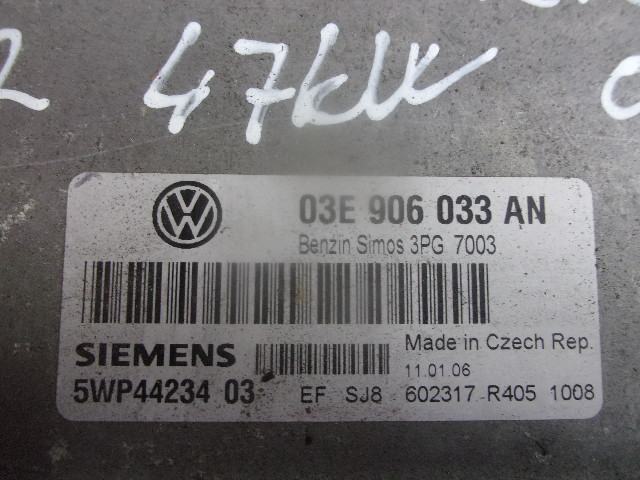 2 47kW
03E 906 033 AN
Benzin Simos 3PG 7003
SIEMENS
Made in Czech Rep.
11.01.06
5WP44234 03
EF SJ8 602317 R405 1008